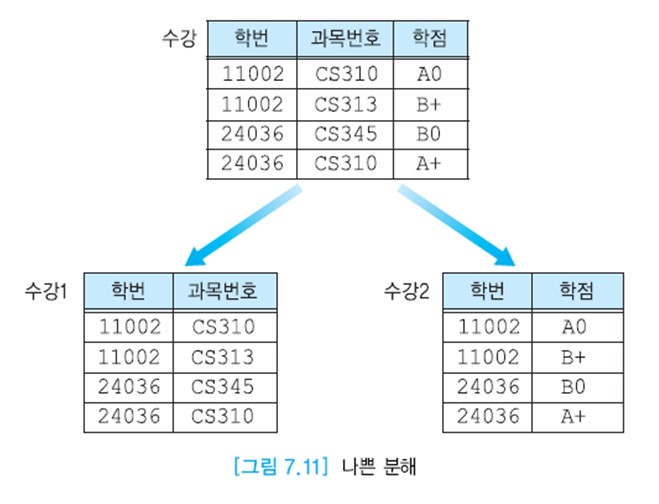 수강 학번 과목번호 학점
11002 CS310 A0
11002 CS313 B+
24036 CS345 B0
24036 CS310 A+
수강1 학번 과목번호
11002 CS310
11002 CS313
24036 CS345
24036 CS310
수강2 학번 학점
11002 A0
11002 B+
24036 B0
24036 A+
[그림 7.11] 나쁜 분해